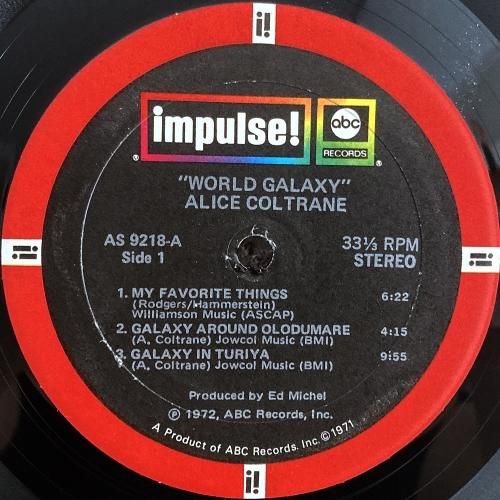 i!
impulse!
®
abc
RECORDS
®
"WORLD GALAXY"
ALICE COLTRANE
AS 9218-A
Side 1
33⅓ RPM
STEREO
1. MY FAVORITE THINGS 6:22
(Rodgers/Hammerstein)
Williamson Music (ASCAP)
2. GALAXY AROUND OLODUMARE 4:15
(A. Coltrane) Jowcol Music (BMI)
3. GALAXY IN TURIYA 9:55
(A. Coltrane) Jowcol Music (BMI)
Produced by Ed Michel
℗ 1972, ABC Records, Inc.
A Product of ABC Records, Inc. ©1971
i!
i!
i!